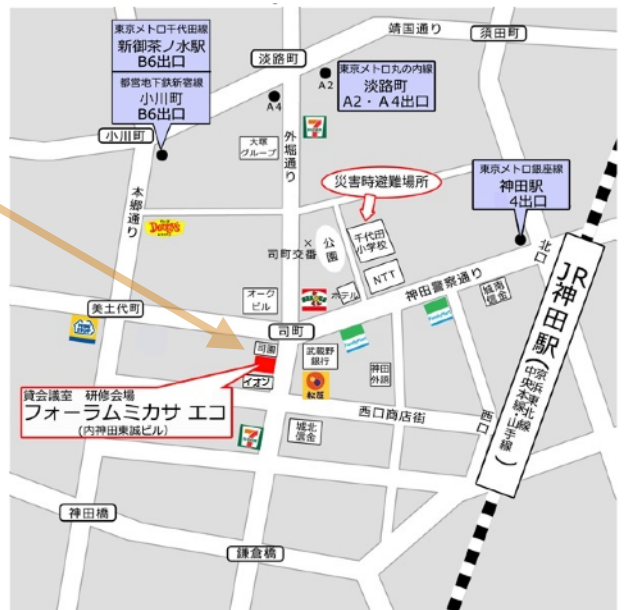 靖国通り
須田町
東京メトロ千代田線
新御茶ノ水駅
B6出口
都営地下鉄新宿線
小川町
B6出口
淡路町
A2
東京メトロ丸の内線
淡路町
A2・A4出口
A4
小川町
大塚
グループ
外堀通り
災害時避難場所
東京メトロ銀座線
神田駅
4出口
本郷通り
Denny's
司町交番
公園
千代田
小学校
NTT
北口
ホテル
神田警察通り
城南
信金
オーク
ビル
美土代町
司町
FamilyMart
FamilyMart
司園
武蔵野
銀行
神田
外語
イオン
松屋
貸会議室 研修会場
フォーラムミカサ エコ
(内神田東誠ビル)
西口商店街
西口
城北
信金
JR神田駅
(京浜東北線・山手線
中央本線)
神田橋
鎌倉橋